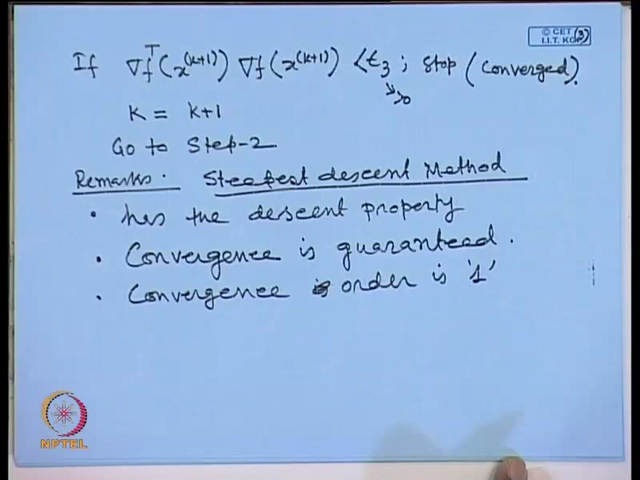 © CET
I.I.T. KGP
3
If ∇f^T(x^(k+1)) ∇f(x^(k+1)) < ε₃ ; Stop (Converged).
>0
K = K+1
Go to Step-2
Remarks. Steepest descent Method
• has the descent property
• Convergence is guaranteed.
• Convergence order is '1'
NPTEL